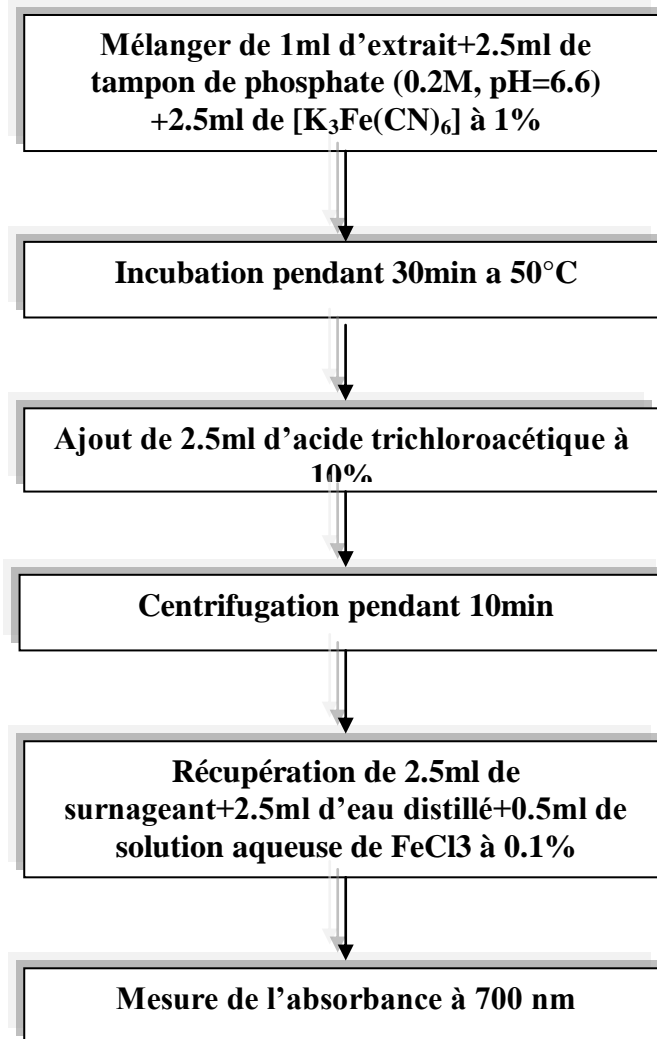 Mélanger de 1ml d’extrait+2.5ml de
tampon de phosphate (0.2M, pH=6.6)
+2.5ml de [K₃Fe(CN)₆] à 1%
Incubation pendant 30min a 50°C
Ajout de 2.5ml d’acide trichloroacétique à
10%
Centrifugation pendant 10min
Récupération de 2.5ml de
surnageant+2.5ml d’eau distillé+0.5ml de
solution aqueuse de FeCl3 à 0.1%
Mesure de l’absorbance à 700 nm